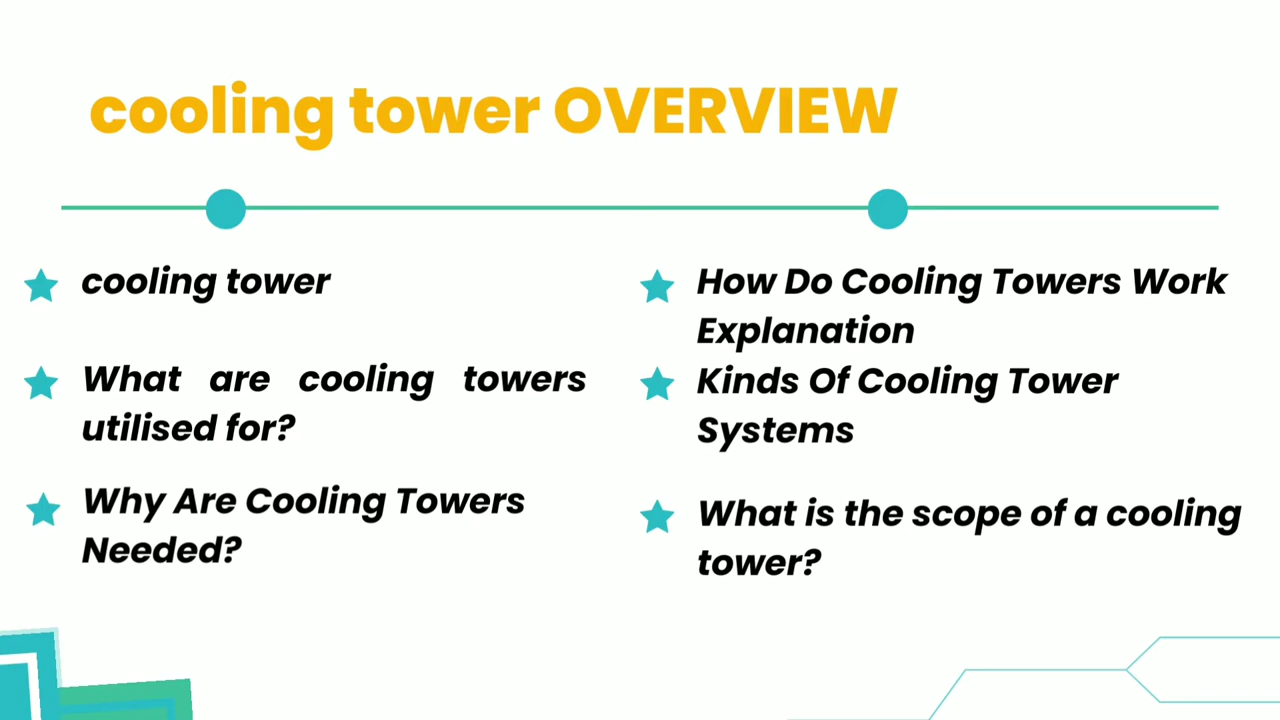 cooling tower OVERVIEW
cooling tower
What are cooling towers
utilised for?
Why Are Cooling Towers
Needed?
How Do Cooling Towers Work
Explanation
Kinds Of Cooling Tower
Systems
What is the scope of a cooling
tower?